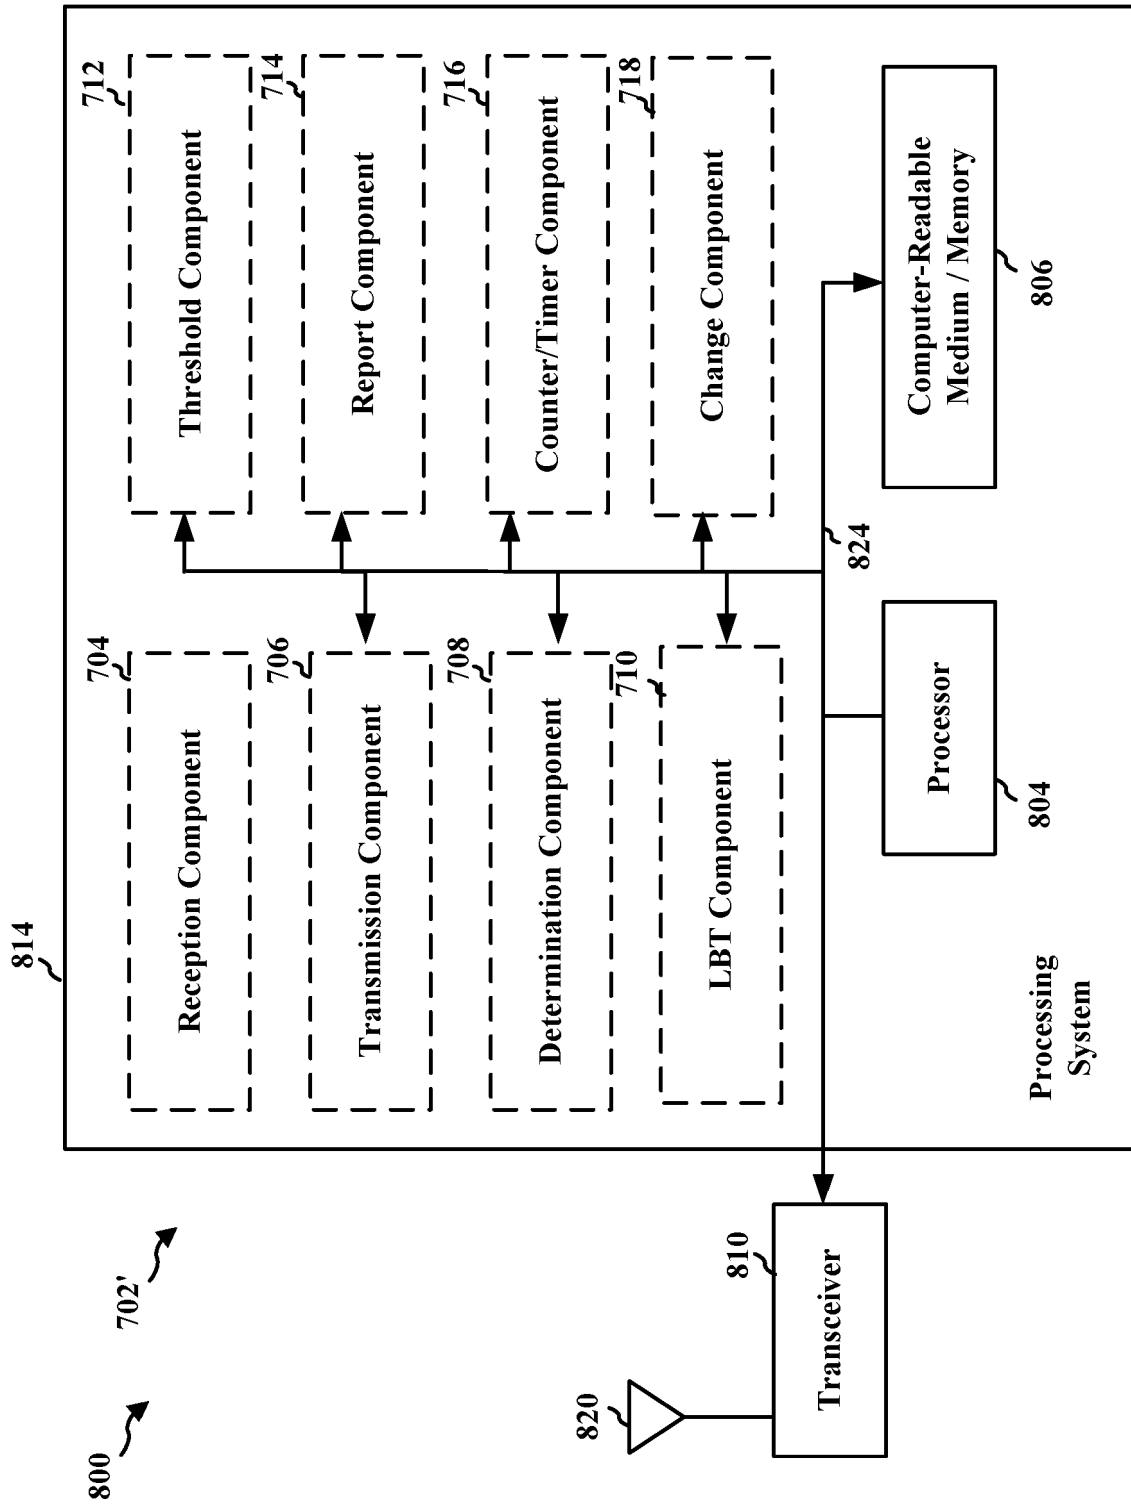 800
702'
814
820
810
Transceiver
704
Reception Component
706
Transmission Component
708
Determination Component
710
LBT Component
712
Threshold Component
714
Report Component
716
Counter/Timer Component
718
Change Component
824
Processor
804
Computer-Readable
Medium / Memory
806
Processing
System